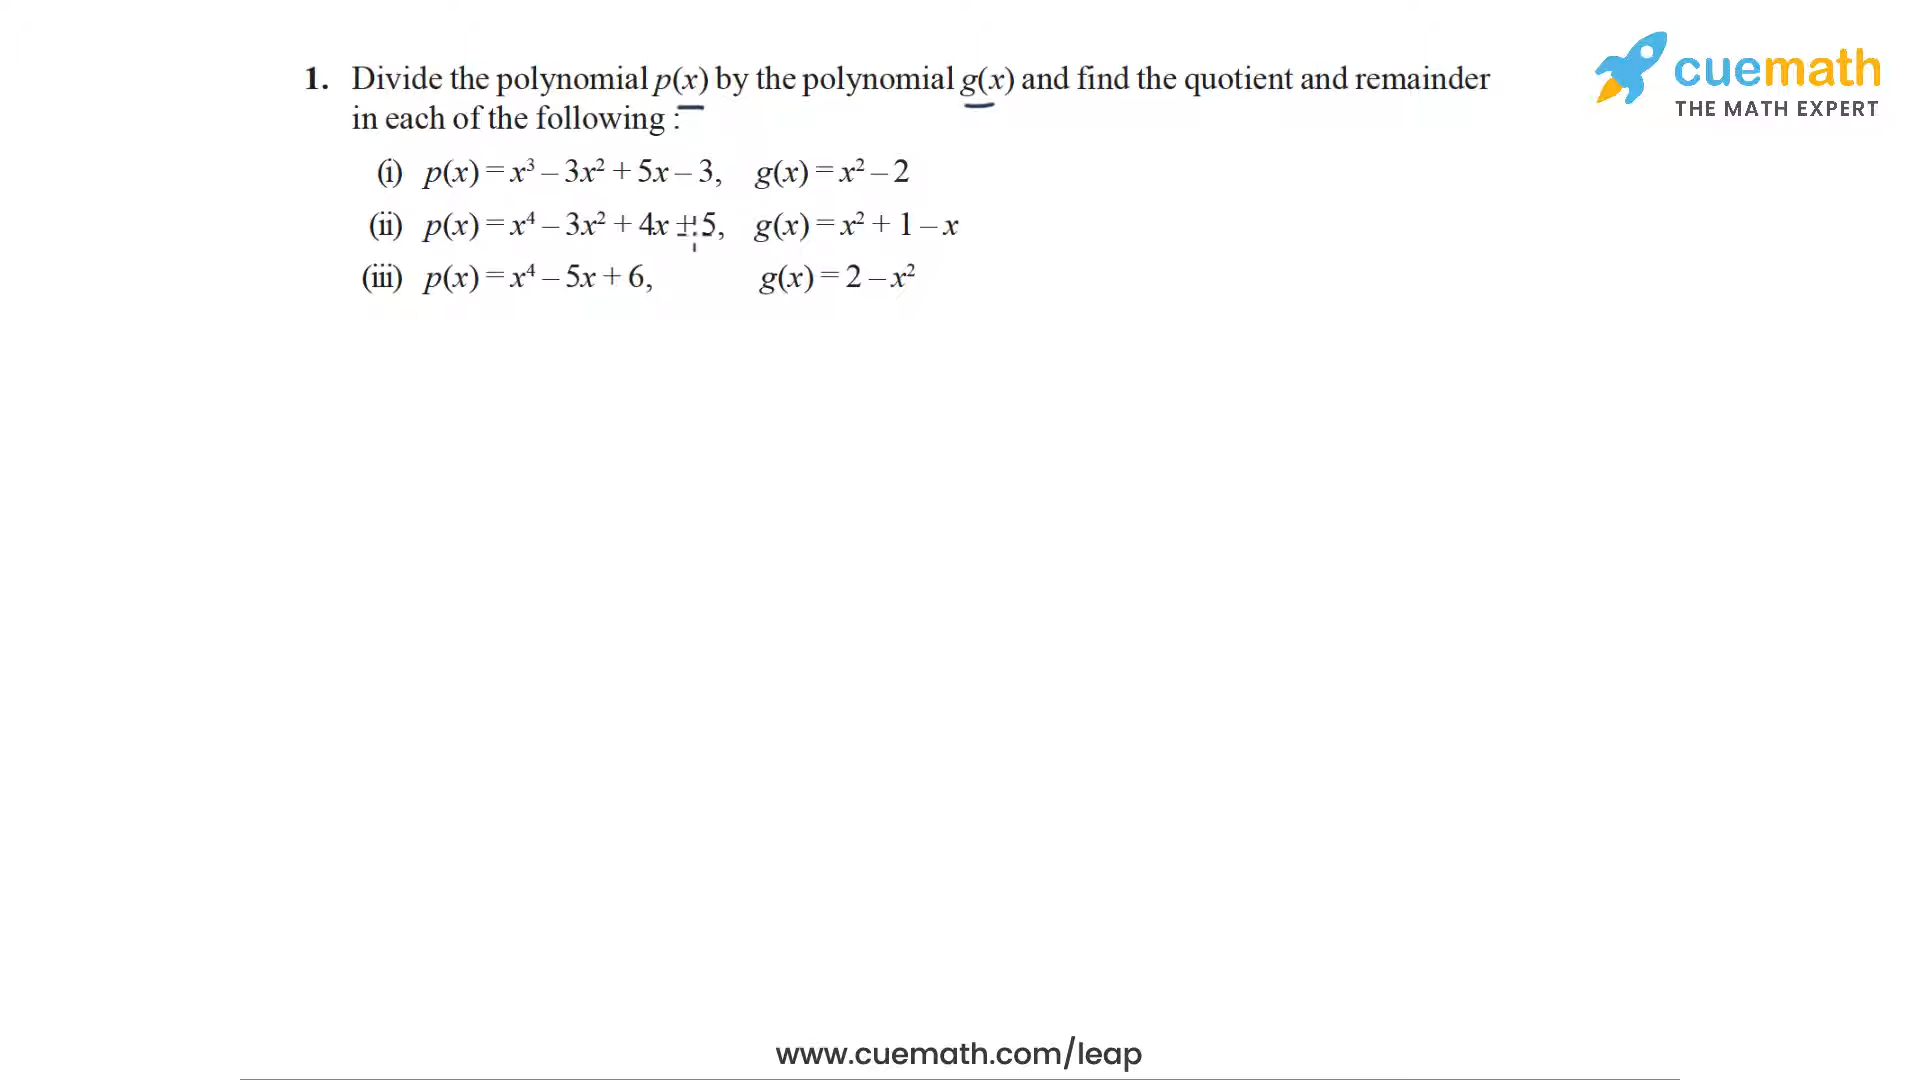 1. Divide the polynomial p(x) by the polynomial g(x) and find the quotient and remainder
in each of the following :
(i) p(x) = x³ – 3x² + 5x – 3, g(x) = x² – 2
(ii) p(x) = x⁴ – 3x² + 4x + 5, g(x) = x² + 1 – x
(iii) p(x) = x⁴ – 5x + 6, g(x) = 2 – x²
cuemath
THE MATH EXPERT
www.cuemath.com/leap